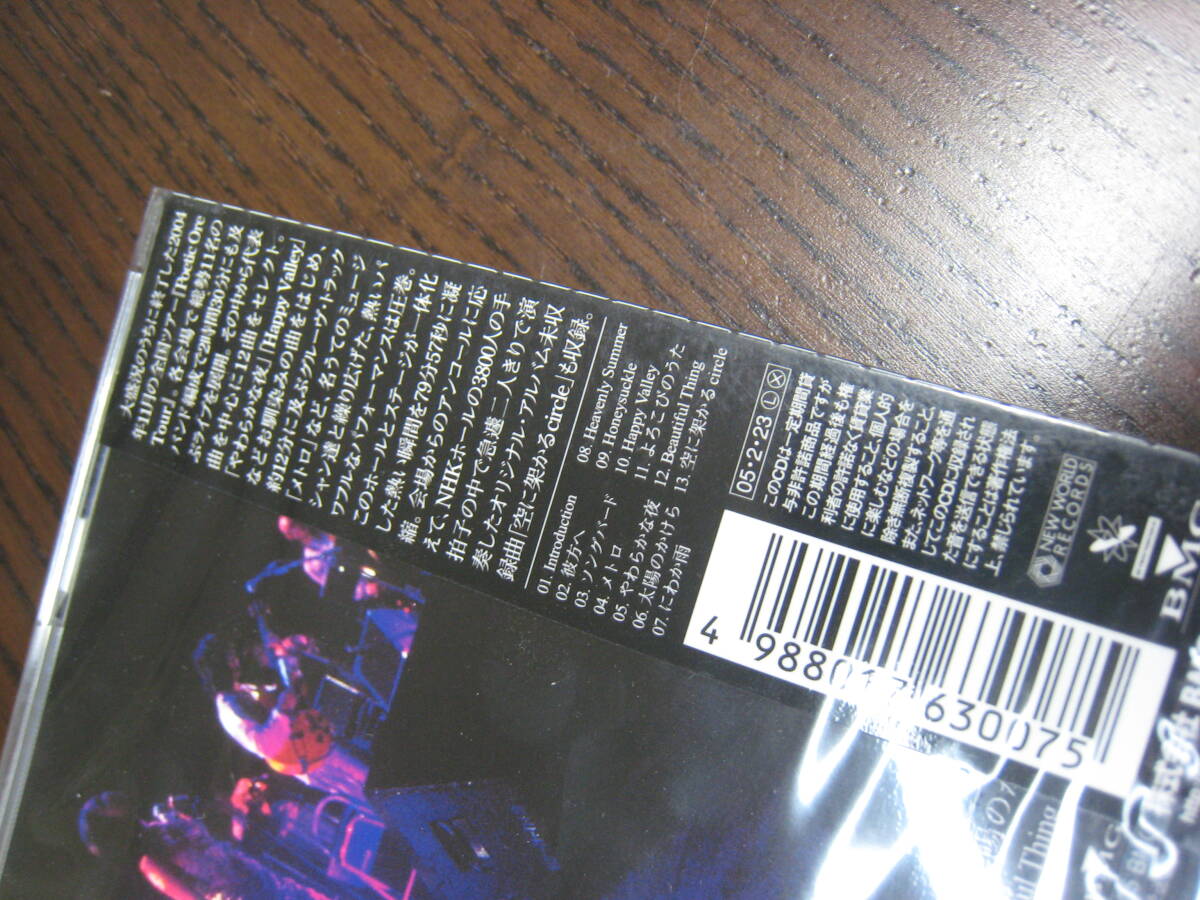 大盛況のうちに終了した2004
年11月の全国ツアー「Poetic Ore
Tour」。各会場で総勢11名の
バンド編成で2時間30分にも及
ぶライブを展開。その中から代表
曲を中心に12曲をセレクト。
「やわらかな夜」「Happy Valley」
などお馴染みの曲をはじめ、
約12分に及ぶグルーヴ・トラック
「メトロ」など、名うてのミュージ
シャン達と繰り広げた、熱いパ
ワフルなパフォーマンスは圧巻。
このホールとステージが一体化
した熱い瞬間を79分57秒に凝
縮。会場からのアンコールに応
えて、NHKホールの3800人の手
拍子の中で急遽二人きりで演
奏したオリジナル・アルバム未収
録曲「空に架かるcircle」も収録。
01. Introduction
02. 彼方へ
03. ソングバード
04. メトロ
05. やわらかな夜
06. 太陽のかけら
07. にわか雨
08. Heavenly Summer
09. Honeysuckle
10. Happy Valley
11. よろこびのうた
12. Beautiful Thing
13. 空に架かるcircle
05・2・23 Ⓛ Ⓧ
このCDは一定期間貸
与非許諾商品ですが
この期間経過後も権
利者の許諾なく賃貸業
に使用すること、個人的
に楽しむなどの場合を
除き無断複製すること、
また、ネットワーク等を通
してこのCDに収録され
た音を送信できる状態
にすることは著作権法
上、禁じられています。
NEW WORLD
RECORDS
BMG
4 988017 630075